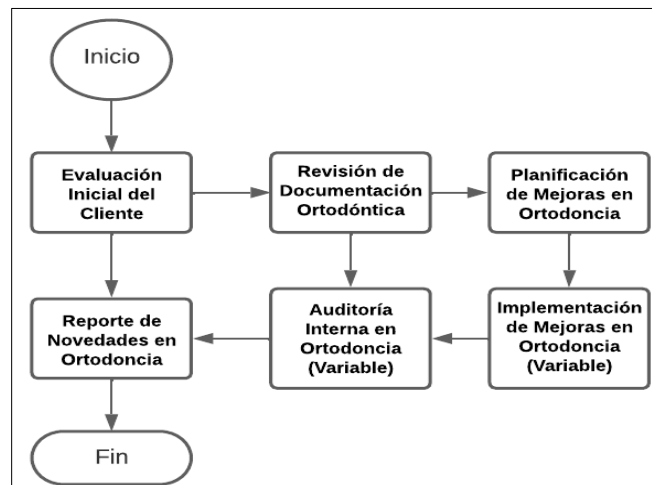 Inicio
Evaluación
Inicial del
Cliente
Revisión de
Documentación
Ortodóntica
Planificación
de Mejoras en
Ortodoncia
Reporte de
Novedades en
Ortodoncia
Auditoría
Interna en
Ortodoncia
(Variable)
Implementación
de Mejoras en
Ortodoncia
(Variable)
Fin